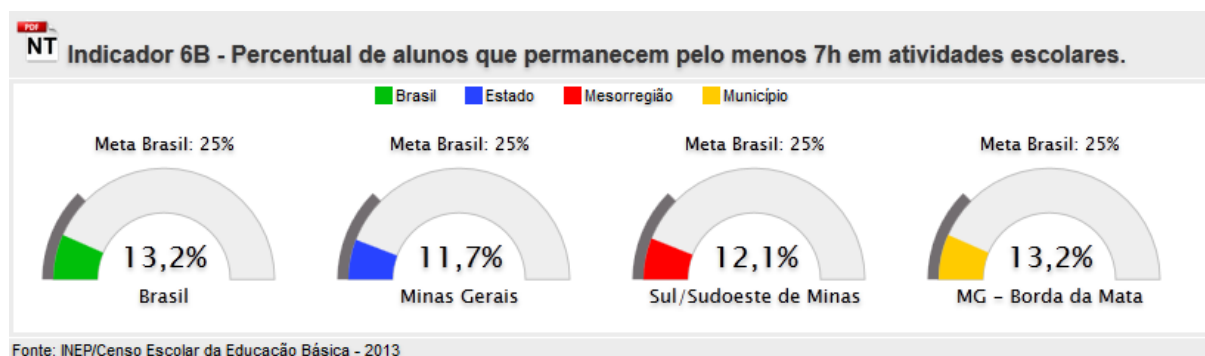 PDF
NT
Indicador 6B - Percentual de alunos que permanecem pelo menos 7h em atividades escolares.
Brasil Estado Mesorregião Município
Meta Brasil: 25% Meta Brasil: 25% Meta Brasil: 25% Meta Brasil: 25%
13,2% 11,7% 12,1% 13,2%
Brasil Minas Gerais Sul/Sudoeste de Minas MG – Borda da Mata
Fonte: INEP/Censo Escolar da Educação Básica - 2013